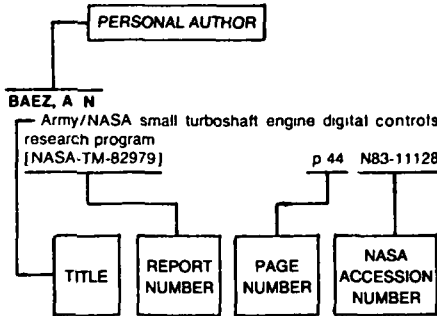 PERSONAL AUTHOR
BAEZ, A N
Army/NASA small turboshaft engine digital controls
research program
[NASA-TM-82979] p 44 N83-11128
TITLE
REPORT
NUMBER
PAGE
NUMBER
NASA
ACCESSION
NUMBER